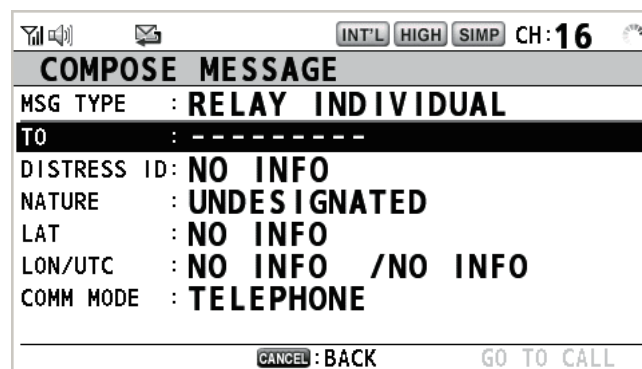 INT'L HIGH SIMP CH:16
COMPOSE MESSAGE
MSG TYPE : RELAY INDIVIDUAL
TO : ---------
DISTRESS ID: NO INFO
NATURE : UNDESIGNATED
LAT : NO INFO
LON/UTC : NO INFO /NO INFO
COMM MODE : TELEPHONE
CANCEL : BACK GO TO CALL